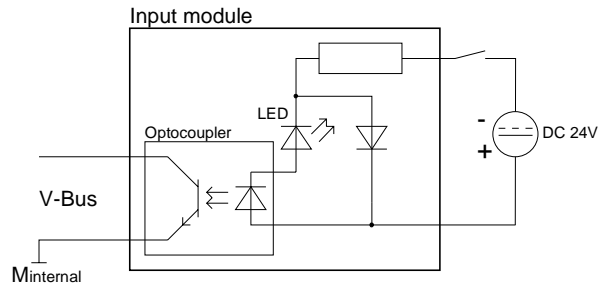 Input module
LED
Optocoupler
-
+
DC 24V
V-Bus
Minternal